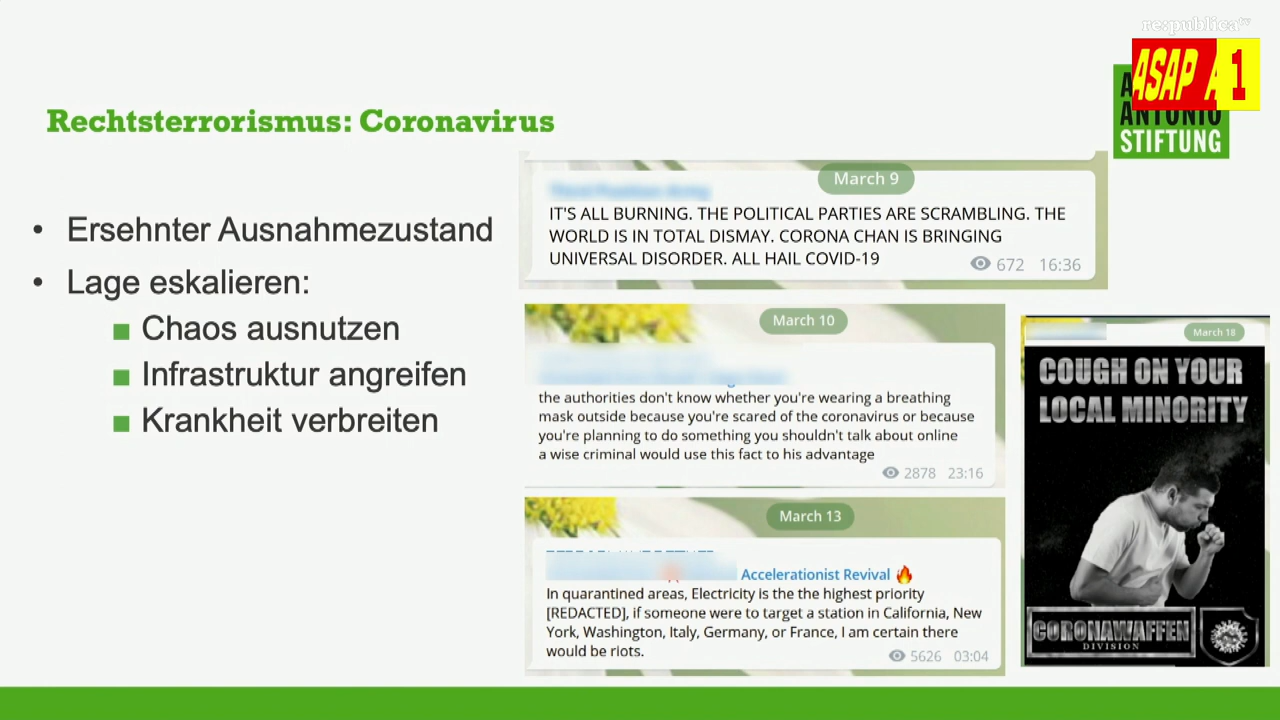 re:publica
ASAP A 1
ANTONIO
STIFTUNG
Rechtsterrorismus: Coronavirus
• Ersehnter Ausnahmezustand
• Lage eskalieren:
■ Chaos ausnutzen
■ Infrastruktur angreifen
■ Krankheit verbreiten
March 9
IT'S ALL BURNING. THE POLITICAL PARTIES ARE SCRAMBLING. THE
WORLD IS IN TOTAL DISMAY. CORONA CHAN IS BRINGING
UNIVERSAL DISORDER. ALL HAIL COVID-19
672 16:36
March 10
the authorities don't know whether you're wearing a breathing
mask outside because you're scared of the coronavirus or because
you're planning to do something you shouldn't talk about online
a wise criminal would use this fact to his advantage
2878 23:16
March 13
Accelerationist Revival 🔥
In quarantined areas, Electricity is the the highest priority
[REDACTED], if someone were to target a station in California, New
York, Washington, Italy, Germany, or France, I am certain there
would be riots.
5626 03:04
March 18
COUGH ON YOUR
LOCAL MINORITY
CORONAWAFFEN
DIVISION